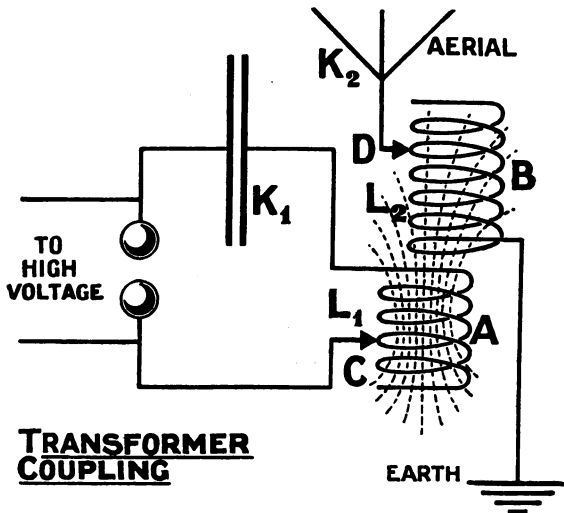 K2
AERIAL
D
B
K1
L2
TO
HIGH
VOLTAGE
L1
A
C
TRANSFORMER
COUPLING
EARTH